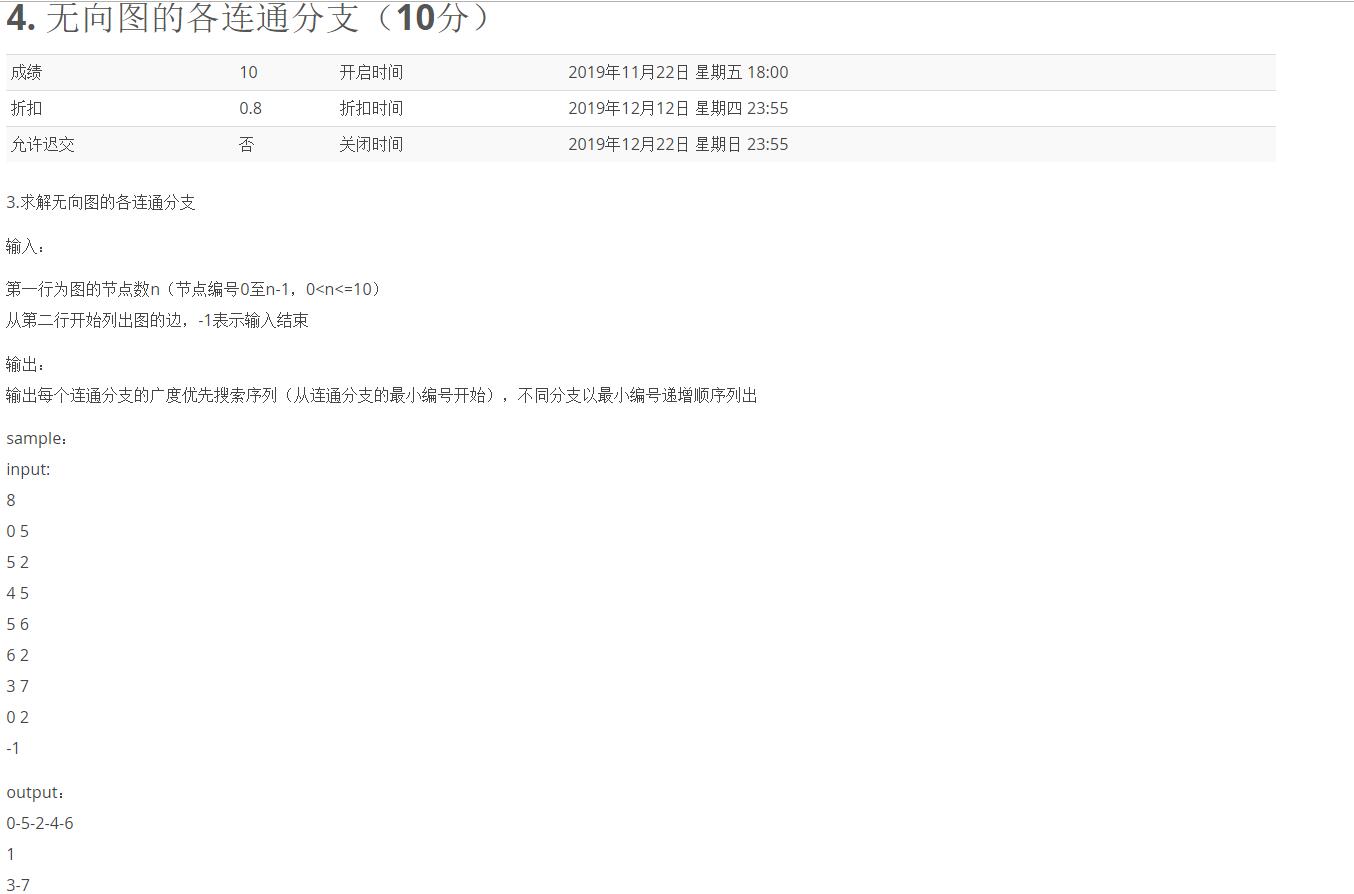 4. 无向图的各连通分支（10分）
成绩 10 开启时间 2019年11月22日 星期五 18:00
折扣 0.8 折扣时间 2019年12月12日 星期四 23:55
允许迟交 否 关闭时间 2019年12月22日 星期日 23:55
3.求解无向图的各连通分支
输入：
第一行为图的节点数n（节点编号0至n-1，0<n<=10）
从第二行开始列出图的边，-1表示输入结束
输出：
输出每个连通分支的广度优先搜索序列（从连通分支的最小编号开始），不同分支以最小编号递增顺序列出
sample：
input:
8
0 5
5 2
4 5
5 6
6 2
3 7
0 2
-1
output：
0-5-2-4-6
1
3-7